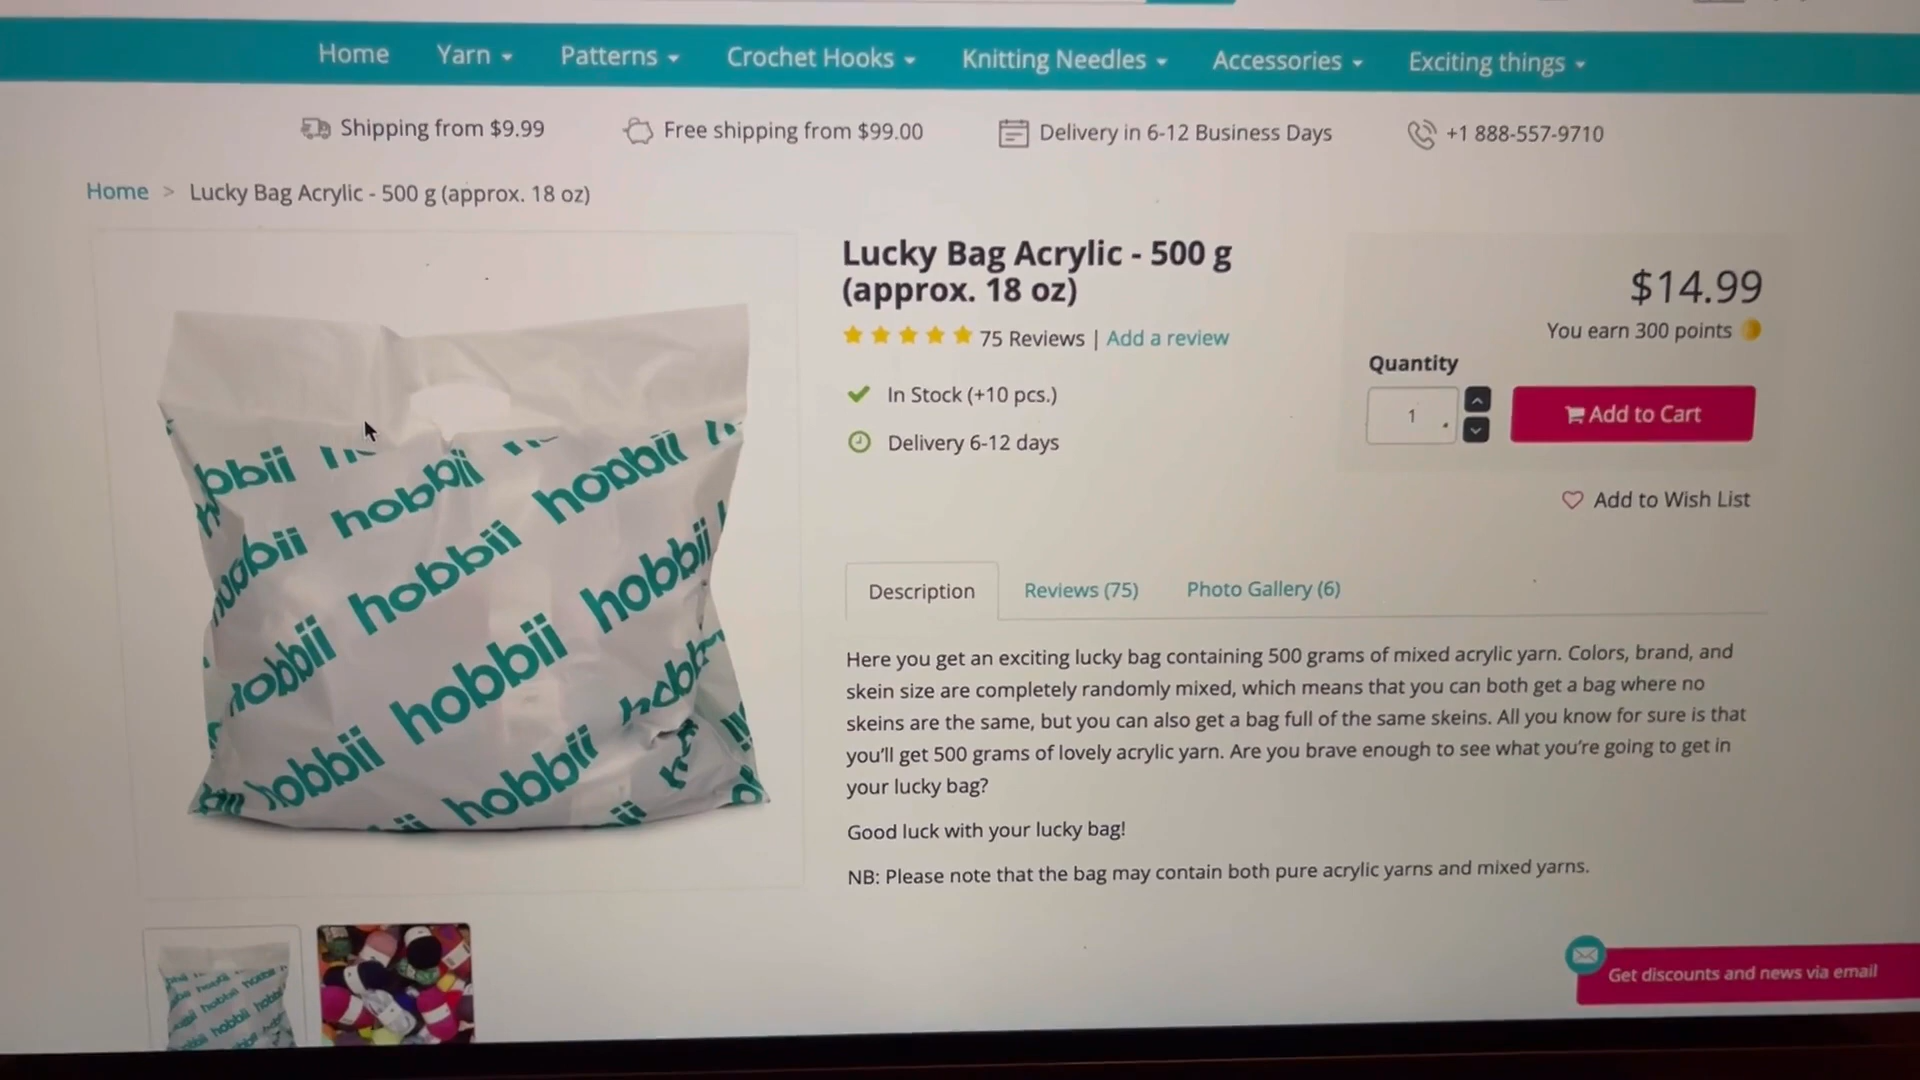 Home Yarn Patterns Crochet Hooks Knitting Needles Accessories Exciting things
Shipping from $9.99 Free shipping from $99.00 Delivery in 6-12 Business Days +1 888-557-9710
Home > Lucky Bag Acrylic - 500 g (approx. 18 oz)
Lucky Bag Acrylic - 500 g
(approx. 18 oz)
75 Reviews | Add a review
In Stock (+10 pcs.)
Delivery 6-12 days
$14.99
You earn 300 points
Quantity
1
Add to Cart
Add to Wish List
hobbii hobbii
hobbii hobbii
hobbii hobbii hobbii
hobbii hobbii
Description Reviews (75) Photo Gallery (6)
Here you get an exciting lucky bag containing 500 grams of mixed acrylic yarn. Colors, brand, and
skein size are completely randomly mixed, which means that you can both get a bag where no
skeins are the same, but you can also get a bag full of the same skeins. All you know for sure is that
you'll get 500 grams of lovely acrylic yarn. Are you brave enough to see what you're going to get in
your lucky bag?
Good luck with your lucky bag!
NB: Please note that the bag may contain both pure acrylic yarns and mixed yarns.
Get discounts and news via email